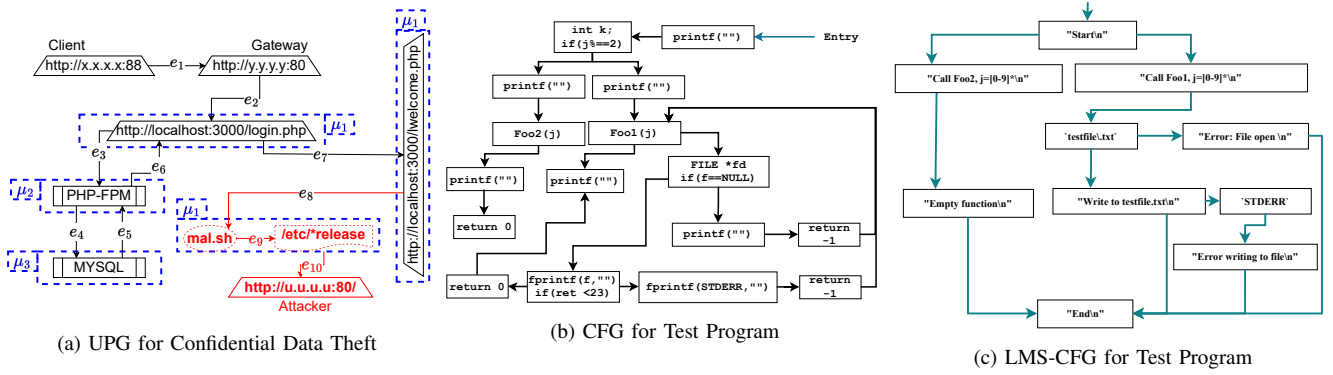 Client
http://x.x.x.x:88
e1
Gateway
http://y.y.y.y:80
e2
http://localhost:3000/login.php
μ1
e3
e6
e7
μ2
PHP-FPM
e4
e5
μ3
MYSQL
μ1
http://localhost:3000/welcome.php
e8
μ1
mal.sh
e9
/etc/*release
e10
http://u.u.u.u:80/
Attacker
(a) UPG for Confidential Data Theft
int k;
if(j%==2)
printf("")
Entry
printf("")
printf("")
Foo2(j)
Foo1(j)
printf("")
printf("")
FILE *fd
if(f==NULL)
return 0
printf("")
return
-1
return 0
fprintf(f,"")
if(ret <23)
fprintf(STDERR,"")
return
-1
(b) CFG for Test Program
"Start\n"
"Call Foo2, j=[0-9]*\n"
"Call Foo1, j=[0-9]*\n"
`testfile\.txt`
"Error: File open \n"
"Empty function\n"
"Write to testfile.txt\n"
`STDERR`
"Error writing to file\n"
"End\n"
(c) LMS-CFG for Test Program